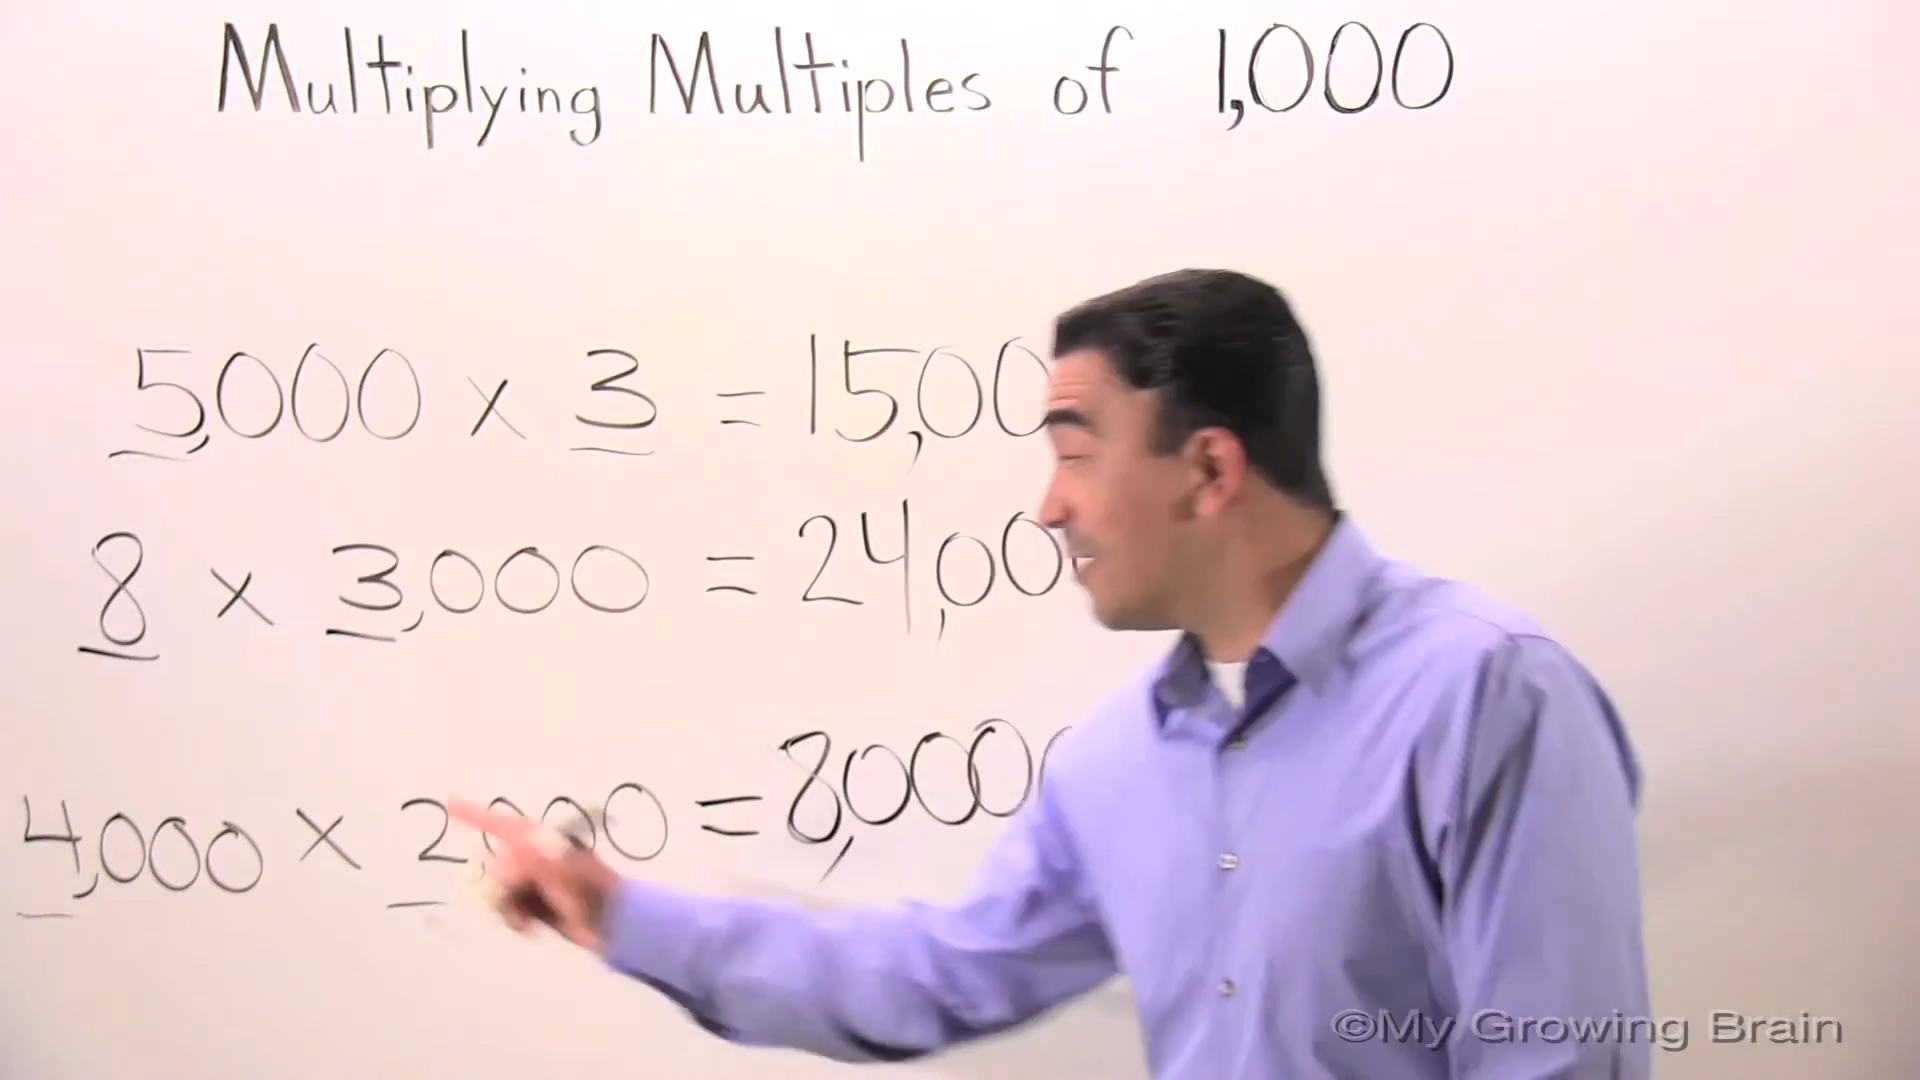 Multiplying Multiples of 1,000
5,000 x 3 = 15,00
8 x 3,000 = 24,00
4,000 x 2,000 = 8,000
©My Growing Brain